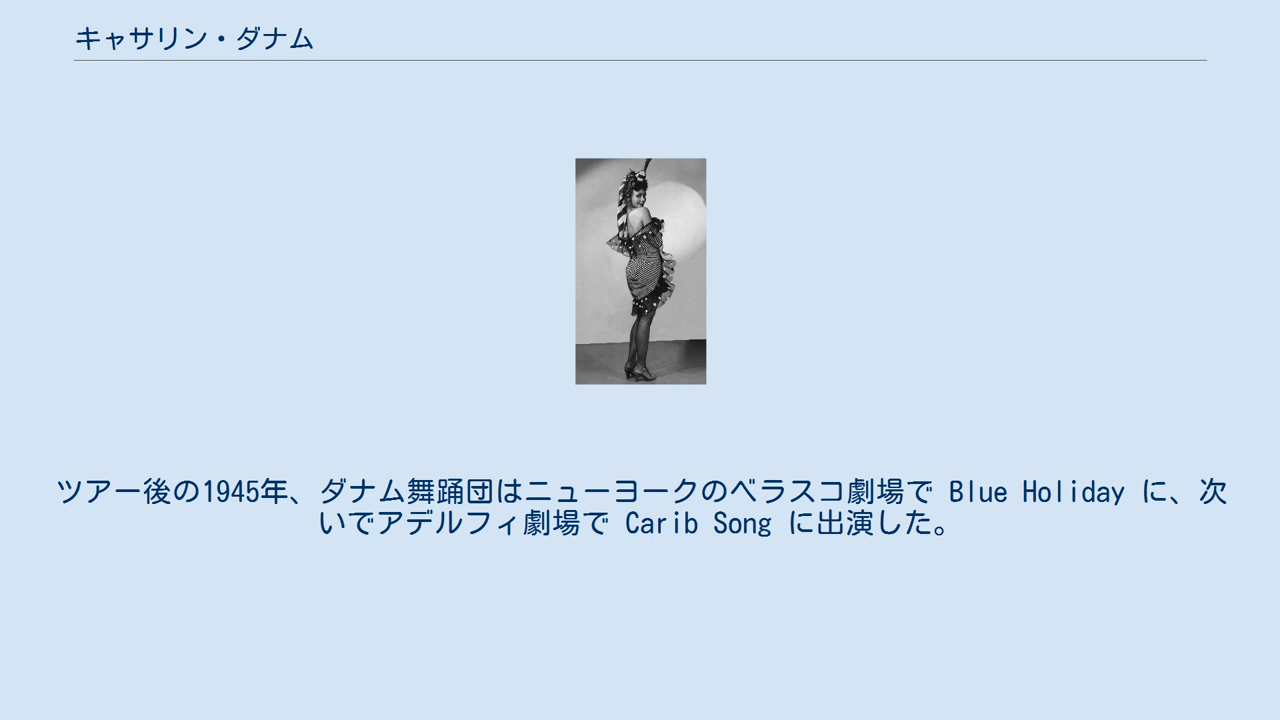 キャサリン・ダナム
ツアー後の1945年、ダナム舞踊団はニューヨークのベラスコ劇場で Blue Holiday に、次
いでアデルフィ劇場で Carib Song に出演した。